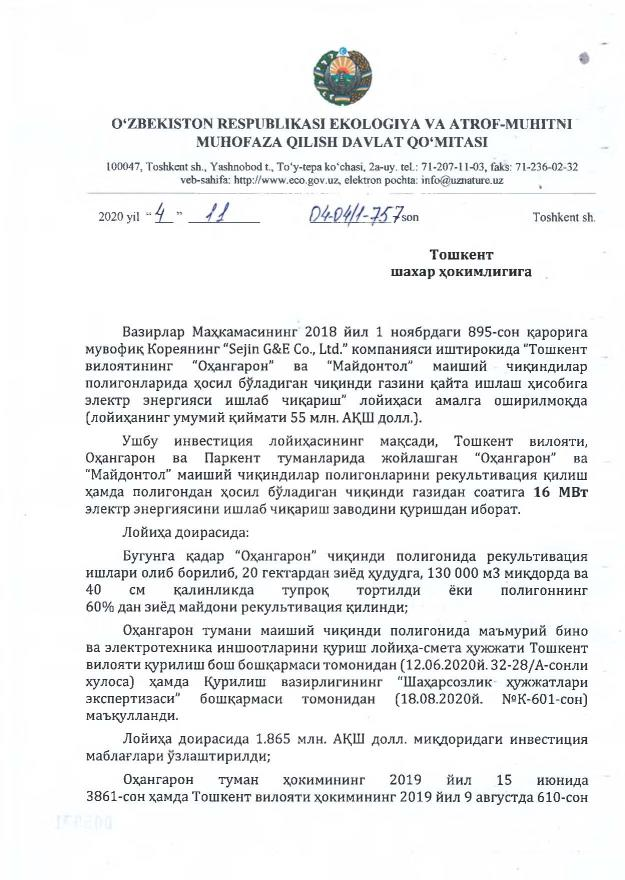 O‘ZBEKISTON RESPUBLIKASI EKOLOGIYA VA ATROF-MUHITNI
MUHOFAZA QILISH DAVLAT QO‘MITASI
100047, Toshkent sh., Yashnobod t., To‘y-tepa ko‘chasi, 2a-uy. tel.: 71-207-11-03, faks: 71-236-02-32
veb-sahifa: http://www.eco.gov.uz, elektron pochta: info@uznature.uz
2020 yil “4” 11 04-04/1-757 son Toshkent sh.
Тошкент
шахар ҳокимлигига
Вазирлар Маҳкамасининг 2018 йил 1 ноябрдаги 895-сон қарорига
мувофиқ Кореянинг “Sejin G&E Co., Ltd.” компанияси иштирокида “Тошкент
вилоятининг “Оҳангарон” ва “Майдонтол” маиший чиқиндилар
полигонларида ҳосил бўладиган чиқинди газини қайта ишлаш ҳисобига
электр энергияси ишлаб чиқариш” лойиҳаси амалга оширилмоқда
(лойиҳанинг умумий қиймати 55 млн. АҚШ долл.).
Ушбу инвестиция лойиҳасининг мақсади, Тошкент вилояти,
Оҳангарон ва Паркент туманларида жойлашган “Оҳангарон” ва
“Майдонтол” маиший чиқиндилар полигонларини рекультивация қилиш
ҳамда полигондан ҳосил бўладиган чиқинди газидан соатига 16 МВт
электр энергиясини ишлаб чиқариш заводини қуришдан иборат.
Лойиҳа доирасида:
Бугунга қадар “Оҳангарон” чиқинди полигонида рекультивация
ишлари олиб борилиб, 20 гектардан зиёд ҳудудга, 130 000 м3 миқдорда ва
40 см қалинликда тупроқ тортилди ёки полигоннинг
60% дан зиёд майдони рекультивация қилинди;
Оҳангарон тумани маиший чиқинди полигонида маъмурий бино
ва электротехника иншоотларини қуриш лойиҳа-смета ҳужжати Тошкент
вилояти қурилиш бош бошқармаси томонидан (12.06.2020й. 32-28/А-сонли
хулоса) ҳамда Қурилиш вазирлигининг “Шаҳарсозлик ҳужжатлари
экспертизаси” бошқармаси томонидан (18.08.2020й. №К-601-сон)
маъқулланди.
Лойиҳа доирасида 1.865 млн. АҚШ долл. миқдоридаги инвестиция
маблағлари ўзлаштирилди;
Оҳангарон туман ҳокимининг 2019 йил 15 июнида
3861-сон ҳамда Тошкент вилояти ҳокимининг 2019 йил 9 августда 610-сон